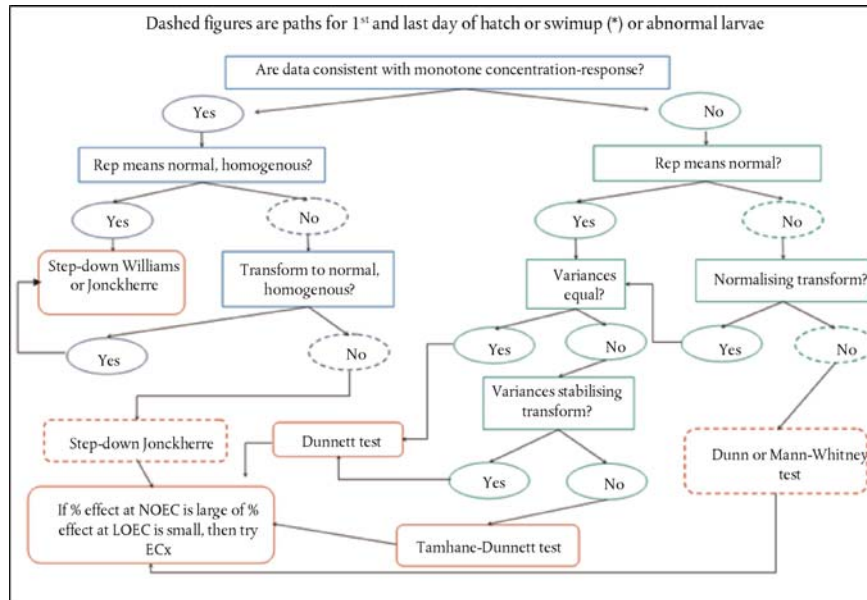 Dashed figures are paths for 1st and last day of hatch or swimup (*) or abnormal larvae
Are data consistent with monotone concentration-response?
Yes
No
Rep means normal, homogenous?
Rep means normal?
Yes
No
Yes
No
Step-down Williams
or Jonckherre
Transform to normal,
homogenous?
Variances
equal?
Normalising transform?
Yes
No
Yes
No
Yes
No
Variances stabilising
transform?
Step-down Jonckherre
Dunnett test
Yes
No
Dunn or Mann-Whitney
test
If % effect at NOEC is large of %
effect at LOEC is small, then try
ECx
Tamhane-Dunnett test